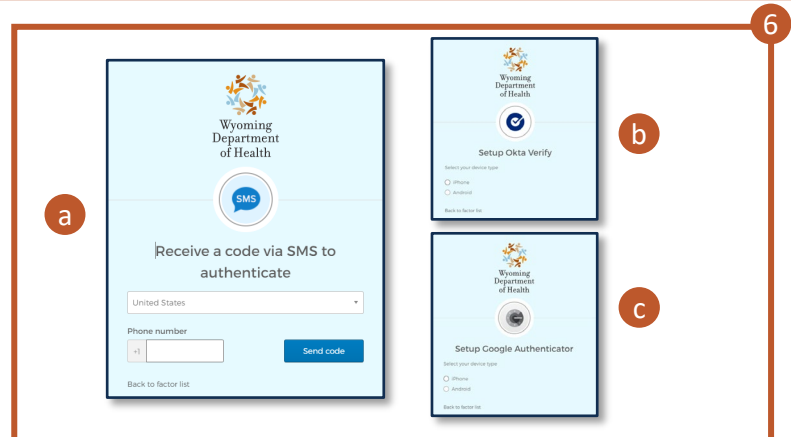 6
a
Wyoming
Department
of Health
SMS
Receive a code via SMS to
authenticate
United States
Phone number
+1
Send code
Back to factor list
b
Wyoming
Department
of Health
Setup Okta Verify
Select your device type
iPhone
Android
Back to factor list
c
Wyoming
Department
of Health
Setup Google Authenticator
Select your device type
iPhone
Android
Back to factor list